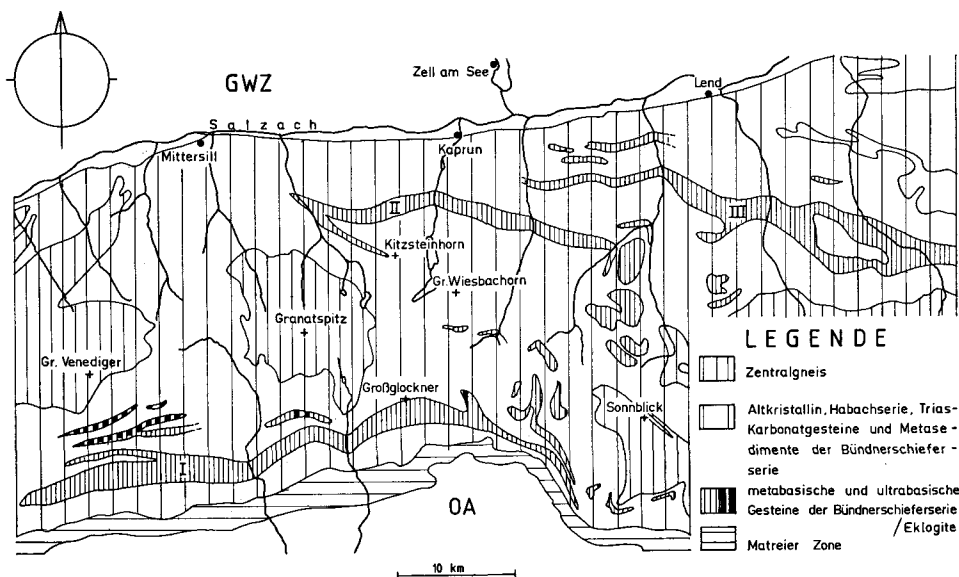 Zell am See
GWZ
Lend
Salzach
Mittersill
Kaprun
II
III
Kitzsteinhorn
Gr. Wiesbachorn
Granatspitz
LEGENDE
Gr. Venediger
Zentralgneis
Großglockner
Sonnblick
Altkristallin, Habachserie, Trias-
Karbonatgesteine und Metase-
dimente der Bündnerschiefer-
serie
I
metabasische und ultrabasische
Gesteine der Bündnerschieferserie
/Eklogite
OA
Matreier Zone
10 km